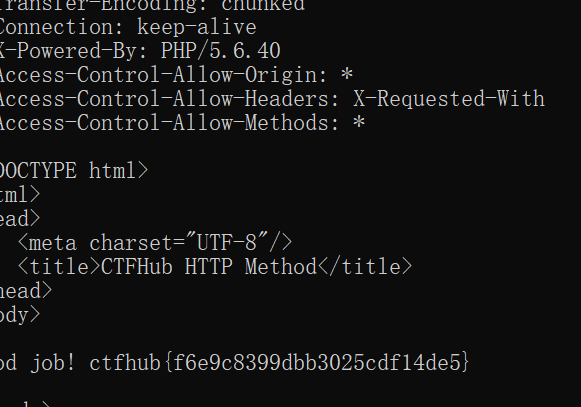 Transfer-Encoding: chunked
Connection: keep-alive
X-Powered-By: PHP/5.6.40
Access-Control-Allow-Origin: *
Access-Control-Allow-Headers: X-Requested-With
Access-Control-Allow-Methods: *
DOCTYPE html>
tml>
ead>
<meta charset="UTF-8"/>
<title>CTFHub HTTP Method</title>
head>
ody>
od job! ctfhub{f6e9c8399dbb3025cdf14de5}